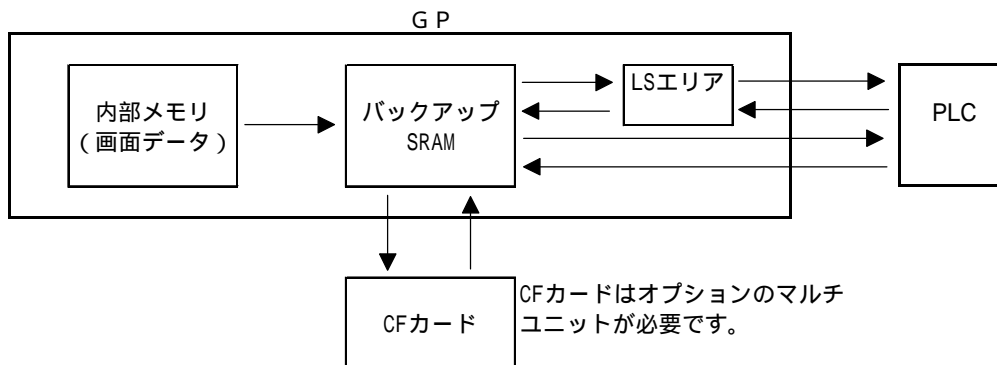 GP
内部メモリ
(画面データ)
バックアップ
SRAM
LSエリア
PLC
CFカード
CFカードはオプションのマルチ
ユニットが必要です。